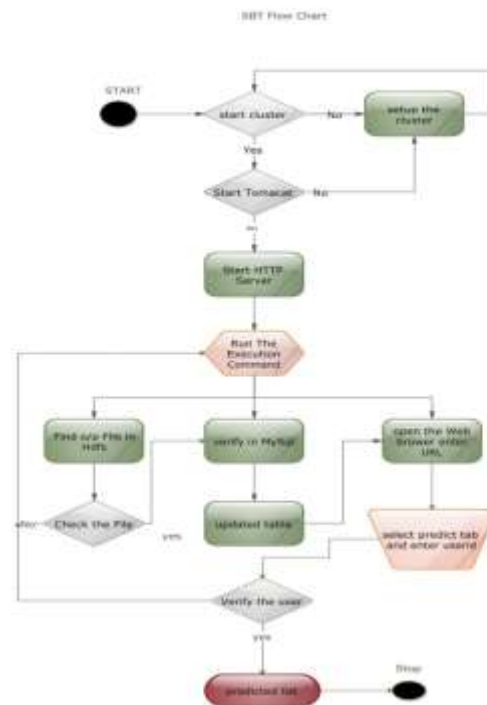 SBT Flow Chart
START
start cluster
No
setup the
cluster
Yes
Start Tomacat
No
Start HTTP
Server
Run The
Execution
Command
Find o/p File in
Hdfs
verify in MySql
open the Web
brower enter
URL
Check the File
No
yes
updated table
select predict tab
and enter userid
Verify the user
yes
Stop
predicted list